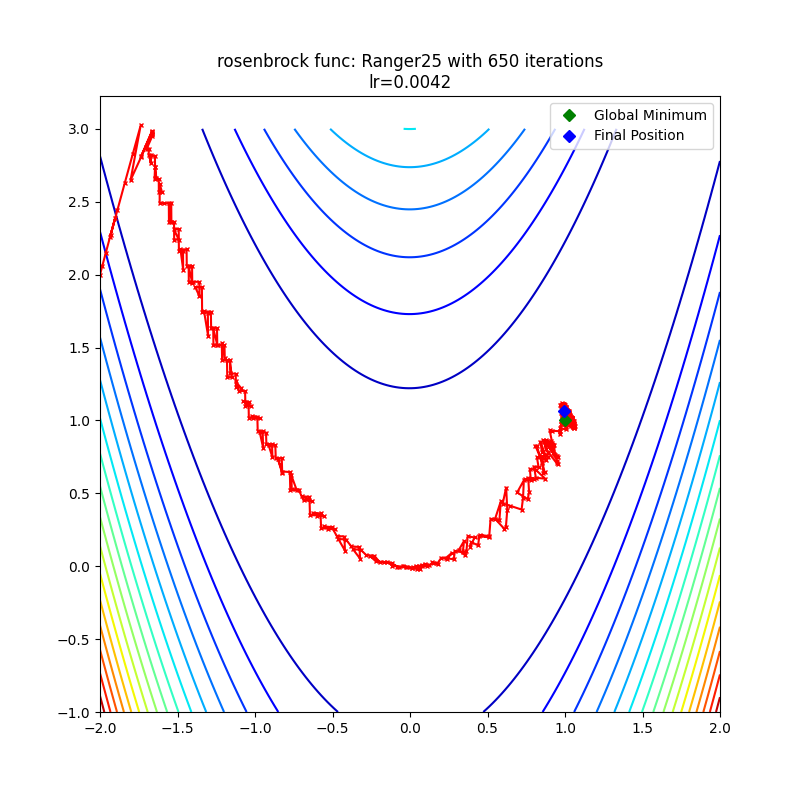 rosenbrock func: Ranger25 with 650 iterations
lr=0.0042
Global Minimum
Final Position
3.0
2.5
2.0
1.5
1.0
0.5
0.0
−0.5
−1.0
−2.0 −1.5 −1.0 −0.5 0.0 0.5 1.0 1.5 2.0